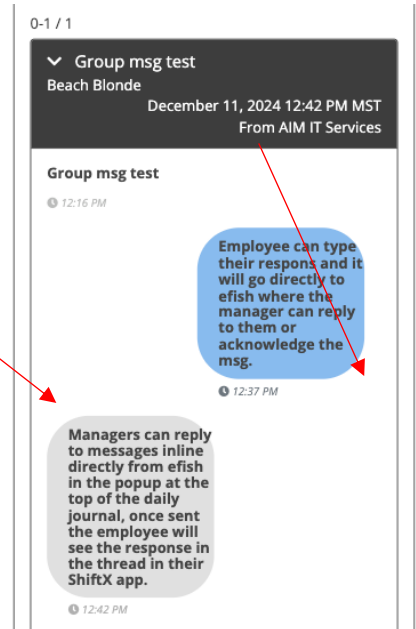 0-1 / 1
Group msg test
Beach Blonde
December 11, 2024 12:42 PM MST
From AIM IT Services
Group msg test
12:16 PM
Employee can type
their respons and it
will go directly to
efish where the
manager can reply
to them or
acknowledge the
msg.
12:37 PM
Managers can reply
to messages inline
directly from efish
in the popup at the
top of the daily
journal, once sent
the employee will
see the response in
the thread in their
ShiftX app.
12:42 PM